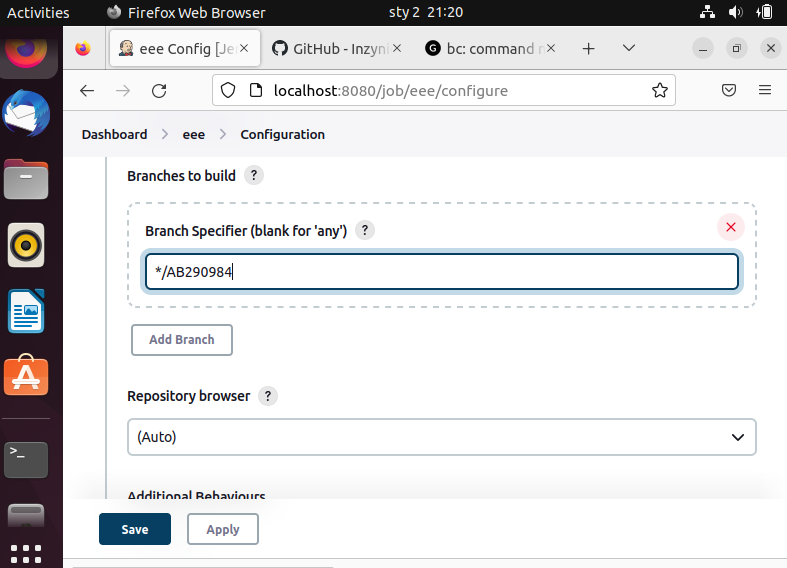 Activities
Firefox Web Browser
sty 2 21:20
eee Config [Je
GitHub - Inzyni
bc: command n
localhost:8080/job/eee/configure
Dashboard
eee
Configuration
Branches to build ?
Branch Specifier (blank for 'any') ?
*/AB290984
Add Branch
Repository browser ?
(Auto)
Additional Behaviours
Save
Apply